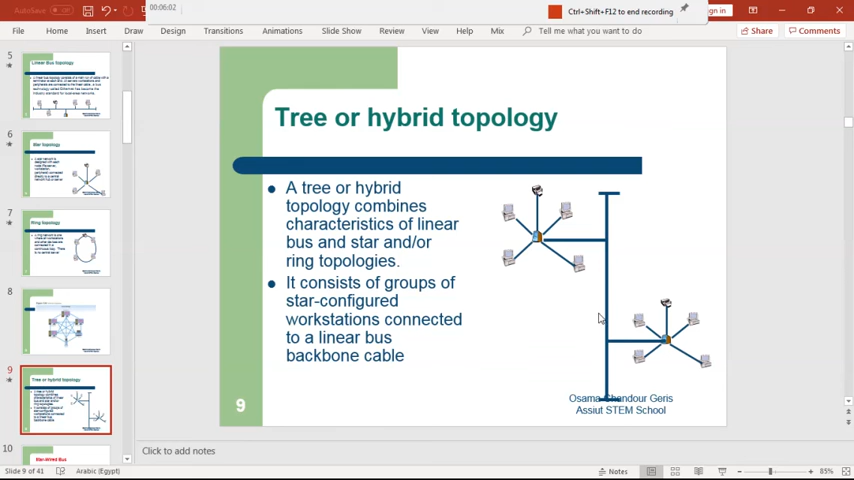 00:06:02
Ctrl+Shift+F12 to end recording
AutoSave
File Home Insert Draw Design Transitions Animations Slide Show Review View Help Mix Tell me what you want to do Share Comments
5
Linear Bus topology
6
Star topology
7
Ring topology
8
9
Tree or hybrid topology
10
Star-Wired Bus
Tree or hybrid topology
A tree or hybrid
topology combines
characteristics of linear
bus and star and/or
ring topologies.
It consists of groups of
star-configured
workstations connected
to a linear bus
backbone cable
9
Osama Ghandour Geris
Assiut STEM School
Click to add notes
Slide 9 of 41 Arabic (Egypt) Notes 85%